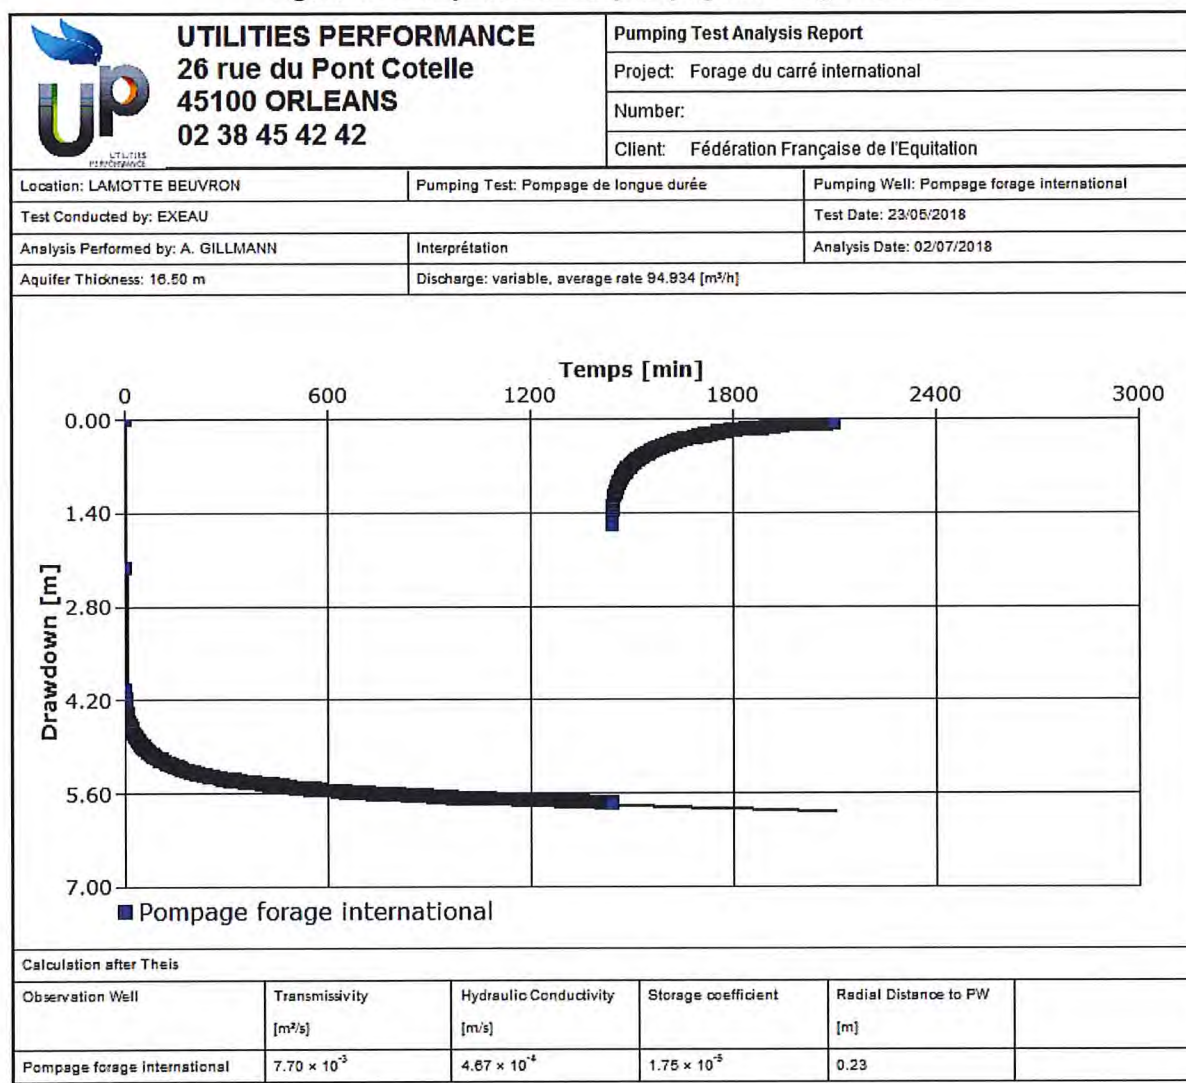 UTILITIES PERFORMANCE
26 rue du Pont Cotelle
45100 ORLEANS
02 38 45 42 42
UP
UTILITIES
PERFORMANCE
Pumping Test Analysis Report
Project: Forage du carré international
Number:
Client: Fédération Française de l'Equitation
Location: LAMOTTE BEUVRON
Pumping Test: Pompage de longue durée
Pumping Well: Pompage forage international
Test Conducted by: EXEAU
Test Date: 23/05/2018
Analysis Performed by: A. GILLMANN
Interprétation
Analysis Date: 02/07/2018
Aquifer Thickness: 16.50 m
Discharge: variable, average rate 94.934 [m³/h]
Temps [min]
0 600 1200 1800 2400 3000
Drawdown [m]
0.00
1.40
2.80
4.20
5.60
7.00
Pompage forage international
Calculation after Theis
Observation Well
Transmissivity
[m²/s]
Hydraulic Conductivity
[m/s]
Storage coefficient
Radial Distance to PW
[m]
Pompage forage international 7.70 × 10⁻³ 4.67 × 10⁻⁴ 1.75 × 10⁻⁵ 0.23